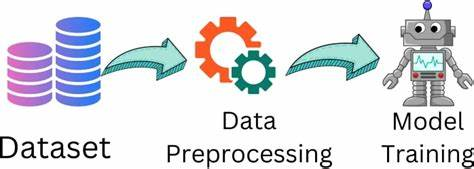 Dataset
Data
Preprocessing
Model
Training